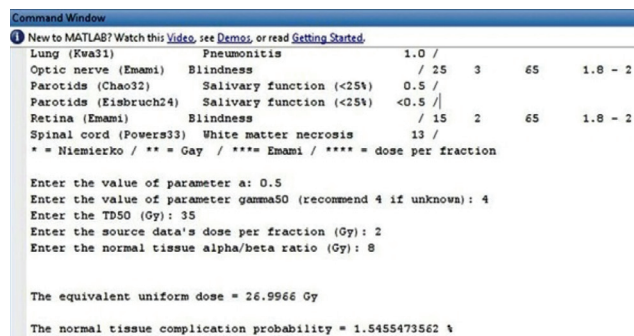 Command Window
New to MATLAB? Watch this Video, see Demos, or read Getting Started.
Lung (Kwa31) Pneumonitis 1.0 /
Optic nerve (Emami) Blindness / 25 3 65 1.8 - 2
Parotids (Chao32) Salivary function (<25%) 0.5 /
Parotids (Eisbruch24) Salivary function (<25%) <0.5 /
Retina (Emami) Blindness / 15 2 65 1.8 - 2
Spinal cord (Powers33) White matter necrosis 13 /
* = Niemierko / ** = Gay / ***= Emami / **** = dose per fraction
Enter the value of parameter a: 0.5
Enter the value of parameter gamma50 (recommend 4 if unknown): 4
Enter the TD50 (Gy): 35
Enter the source data's dose per fraction (Gy): 2
Enter the normal tissue alpha/beta ratio (Gy): 8
The equivalent uniform dose = 26.9966 Gy
The normal tissue complication probability = 1.5455473562 %